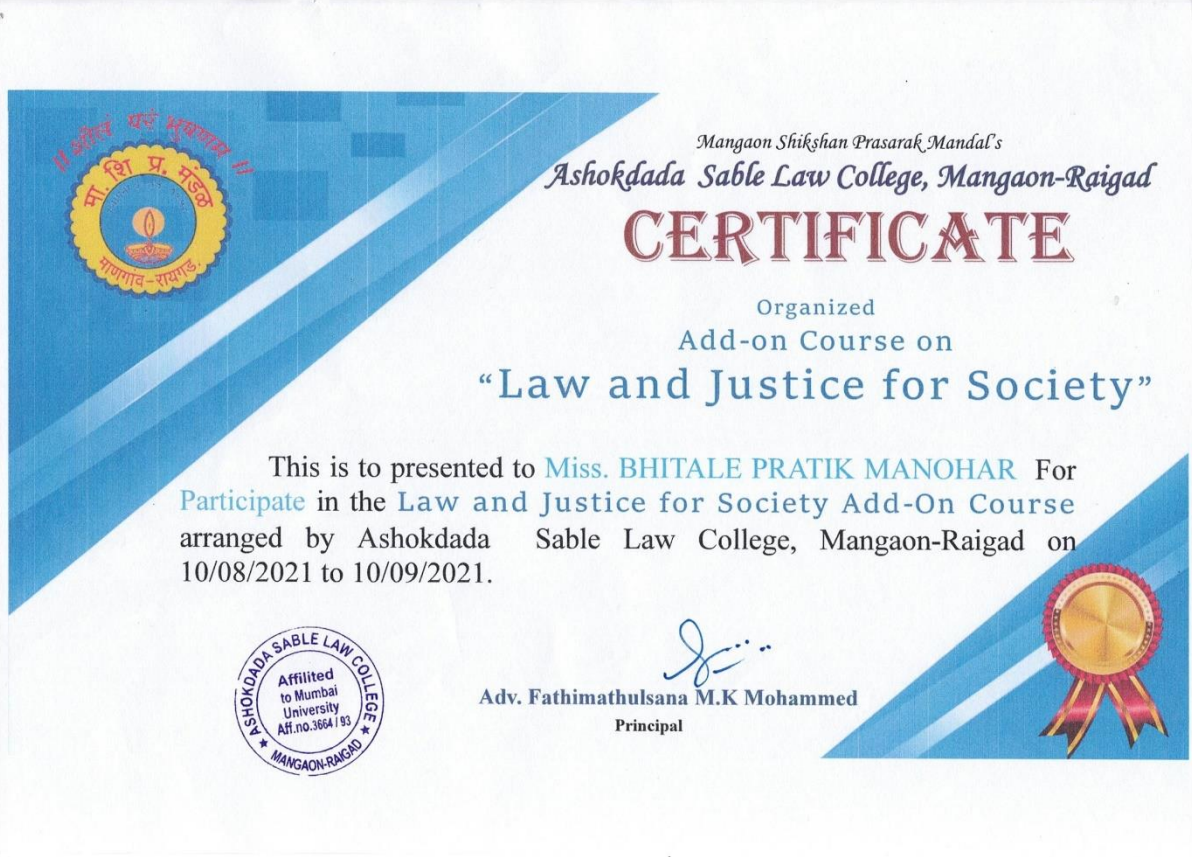 ॥ शीलं परं भुषणाम ॥
मा. शि. प्र. मंडळ
माणगांव-रायगड.
Mangaon Shikshan Prasarak Mandal's
Ashokdada Sable Law College, Mangaon-Raigad
CERTIFICATE
Organized
Add-on Course on
“Law and Justice for Society”
This is to presented to Miss. BHITALE PRATIK MANOHAR For
Participate in the Law and Justice for Society Add-On Course
arranged by Ashokdada Sable Law College, Mangaon-Raigad on
10/08/2021 to 10/09/2021.
ASHOKDADA SABLE LAW COLLEGE
Affilited
to Mumbai
University
Aff.no.3664 / 93
★ MANGAON-RAIGAD ★
Adv. Fathimathulsana M.K Mohammed
Principal